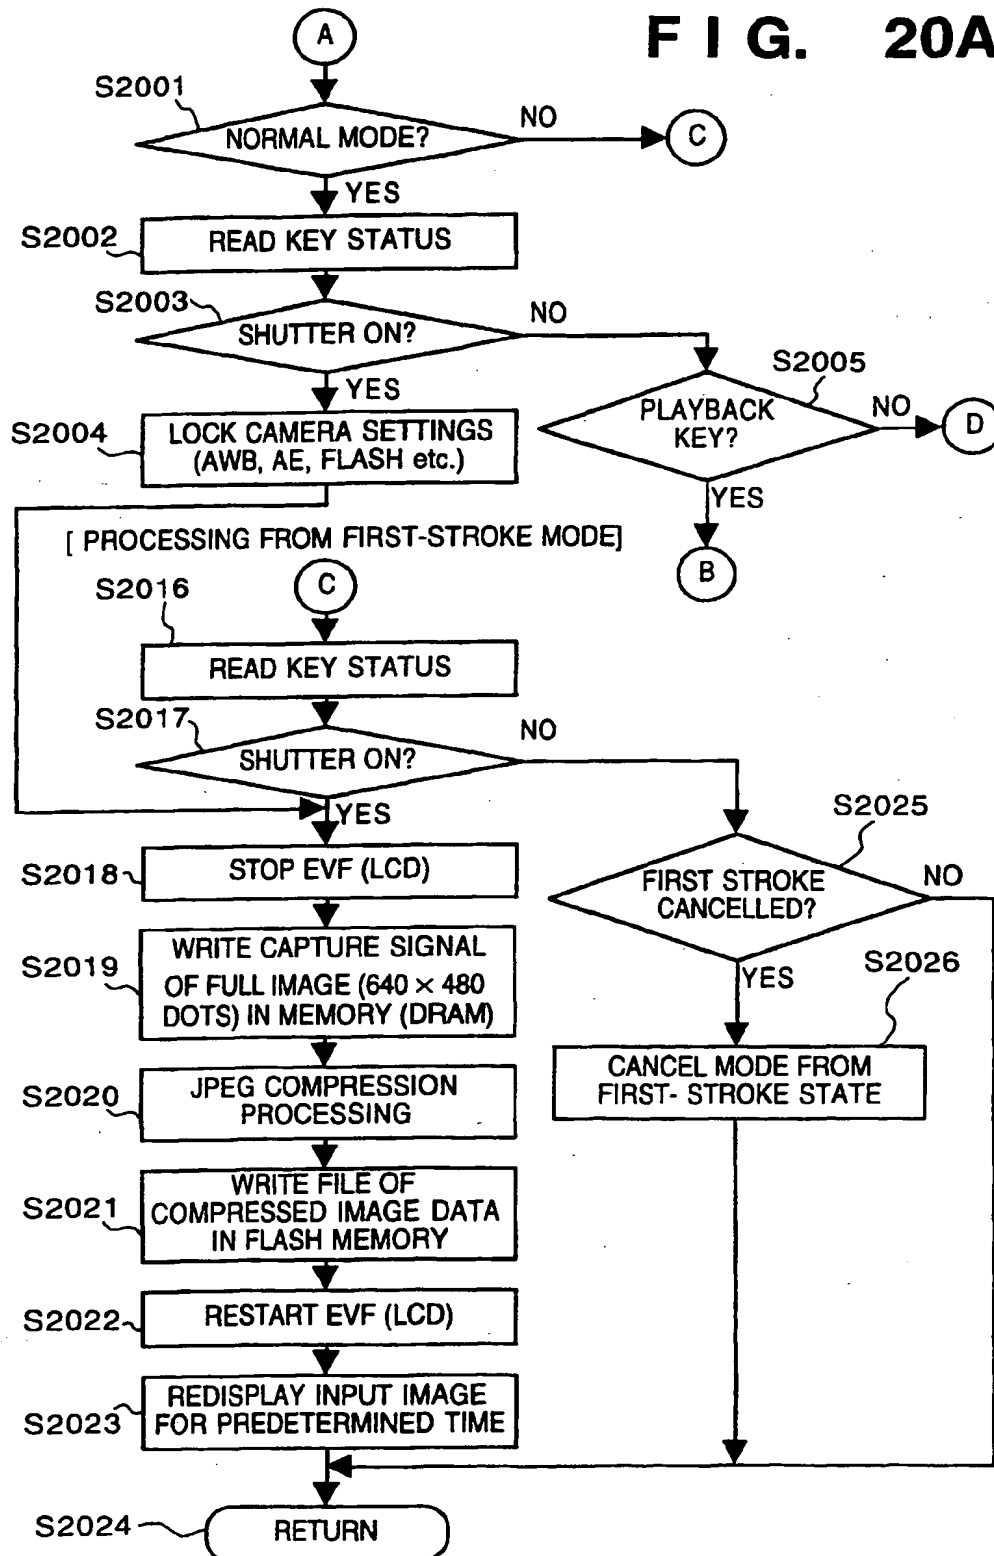 F I G. 20A
A
S2001
NORMAL MODE?
NO
C
YES
S2002
READ KEY STATUS
S2003
SHUTTER ON?
NO
YES
S2004
LOCK CAMERA SETTINGS
(AWB, AE, FLASH etc.)
S2005
PLAYBACK
KEY?
NO
D
YES
B
[ PROCESSING FROM FIRST-STROKE MODE]
C
S2016
READ KEY STATUS
S2017
SHUTTER ON?
NO
YES
S2018
STOP EVF (LCD)
S2019
WRITE CAPTURE SIGNAL
OF FULL IMAGE (640 × 480
DOTS) IN MEMORY (DRAM)
S2020
JPEG COMPRESSION
PROCESSING
S2021
WRITE FILE OF
COMPRESSED IMAGE DATA
IN FLASH MEMORY
S2022
RESTART EVF (LCD)
S2023
REDISPLAY INPUT IMAGE
FOR PREDETERMINED TIME
S2025
FIRST STROKE
CANCELLED?
NO
YES
S2026
CANCEL MODE FROM
FIRST- STROKE STATE
S2024
RETURN